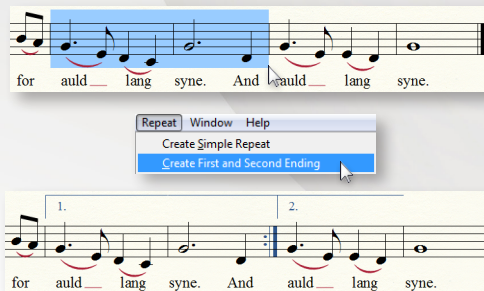 for auld lang syne. And auld lang syne.
Repeat Window Help
Create Simple Repeat
Create First and Second Ending
1. 2.
for auld lang syne. And auld lang syne.